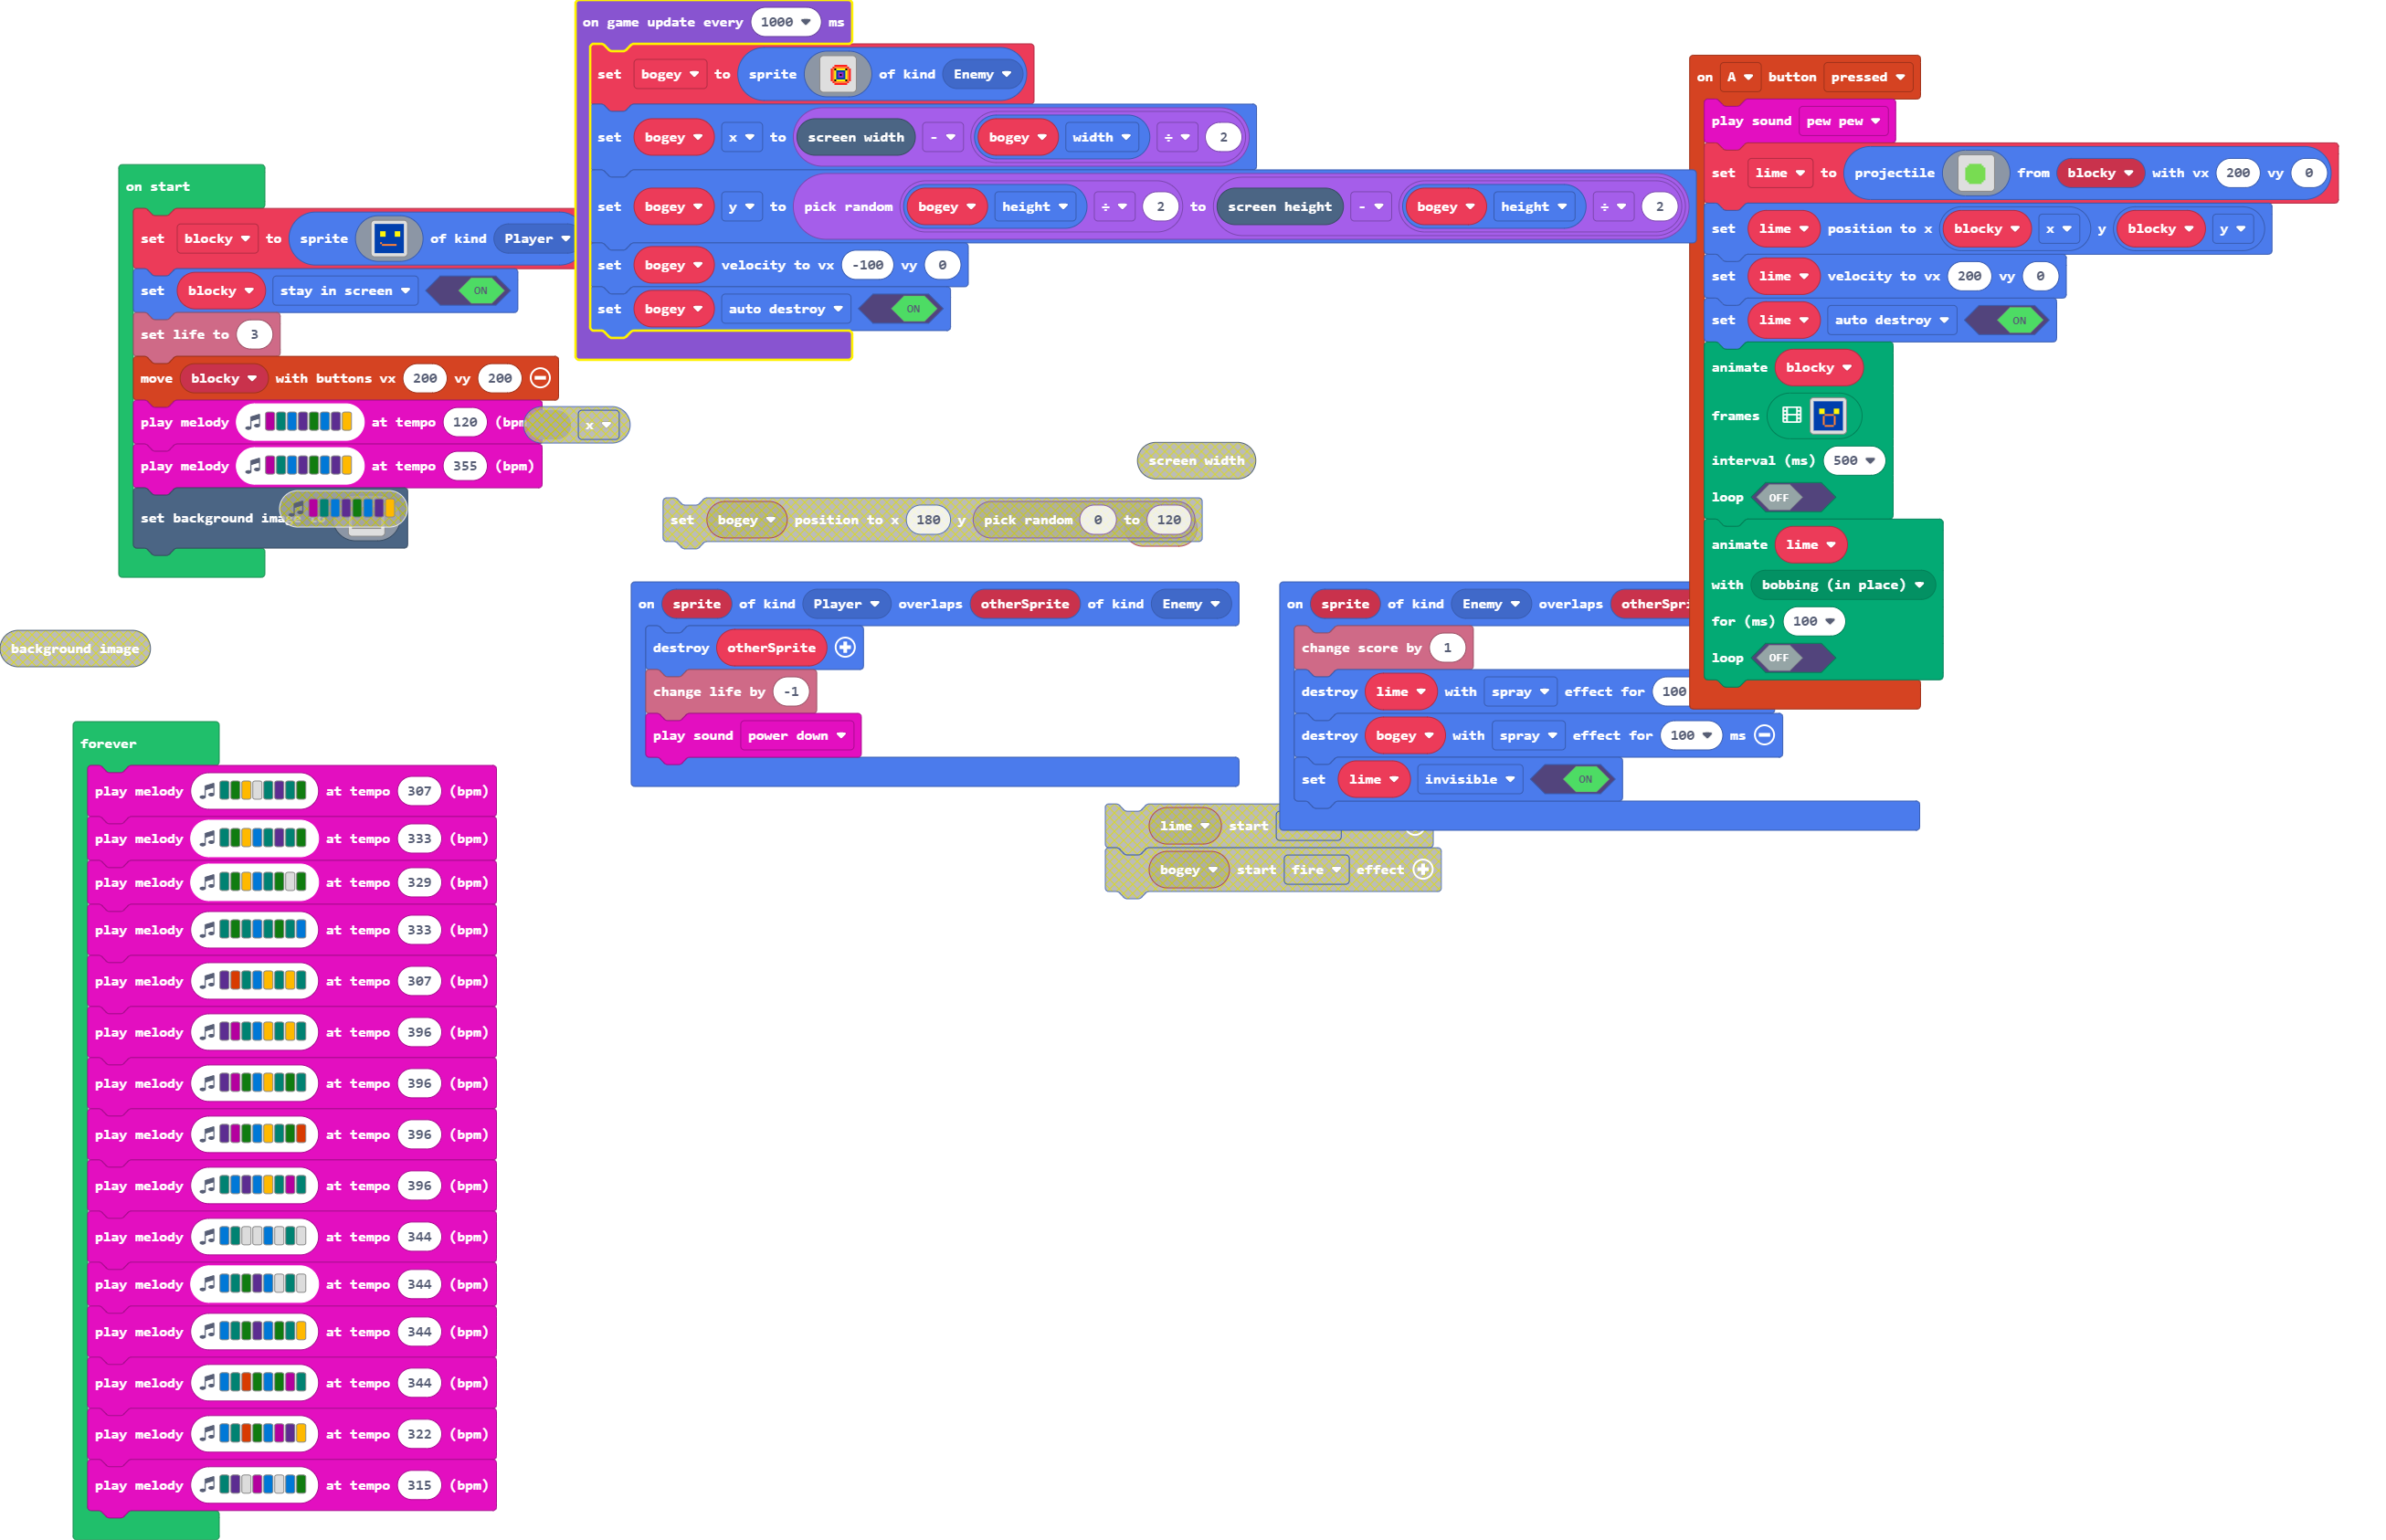 on start
set blocky to sprite of kind Player
set blocky stay in screen ON
set life to 3
move blocky with buttons vx 200 vy 200
play melody at tempo 120 (bpm
play melody at tempo 355 (bpm)
set background image to
x
background image
forever
play melody at tempo 307 (bpm)
play melody at tempo 333 (bpm)
play melody at tempo 329 (bpm)
play melody at tempo 333 (bpm)
play melody at tempo 307 (bpm)
play melody at tempo 396 (bpm)
play melody at tempo 396 (bpm)
play melody at tempo 396 (bpm)
play melody at tempo 396 (bpm)
play melody at tempo 344 (bpm)
play melody at tempo 344 (bpm)
play melody at tempo 344 (bpm)
play melody at tempo 344 (bpm)
play melody at tempo 322 (bpm)
play melody at tempo 315 (bpm)
on game update every 1000 ms
set bogey to sprite of kind Enemy
set bogey x to screen width - bogey width ÷ 2
set bogey y to pick random bogey height ÷ 2 to screen height - bogey height ÷ 2
set bogey velocity to vx -100 vy 0
set bogey auto destroy ON
screen width
set bogey position to x 180 y pick random 0 to 120
on sprite of kind Player overlaps otherSprite of kind Enemy
destroy otherSprite
change life by -1
play sound power down
lime start
bogey start fire effect
on sprite of kind Enemy overlaps otherSpri
change score by 1
destroy lime with spray effect for 100
destroy bogey with spray effect for 100 ms
set lime invisible ON
on A button pressed
play sound pew pew
set lime to projectile from blocky with vx 200 vy 0
set lime position to x blocky x y blocky y
set lime velocity to vx 200 vy 0
set lime auto destroy ON
animate blocky
frames
interval (ms) 500
loop OFF
animate lime
with bobbing (in place)
for (ms) 100
loop OFF